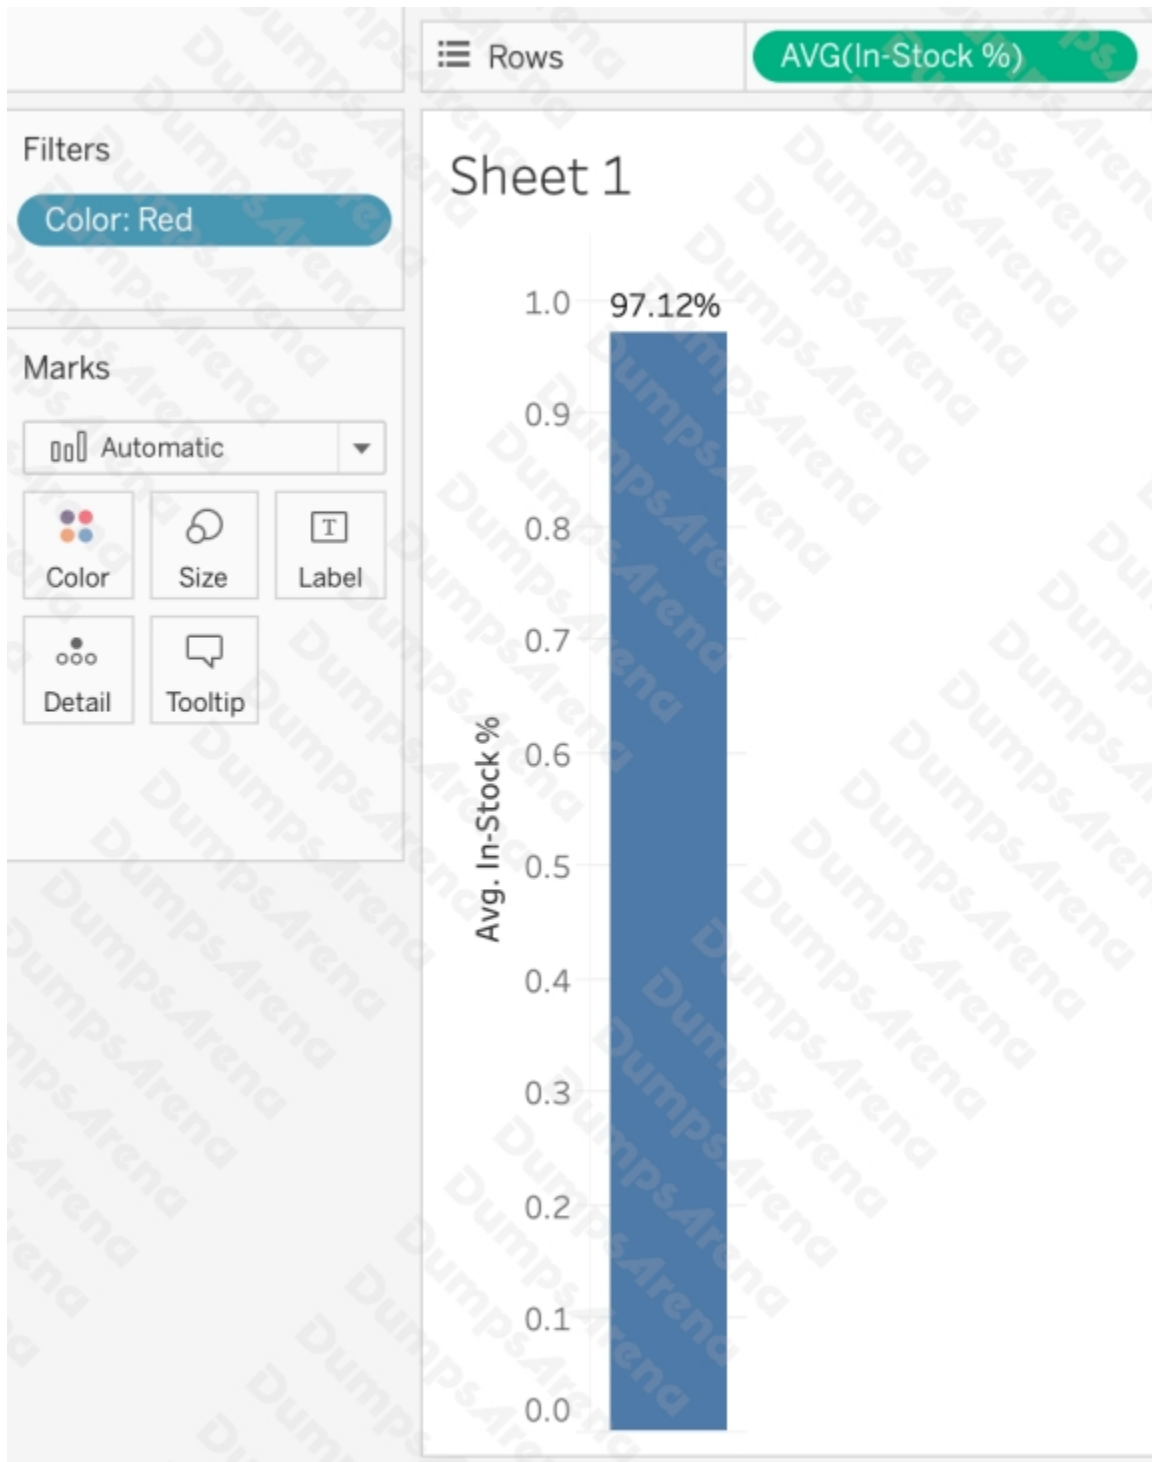 Rows
AVG(In-Stock %)
Filters
Color: Red
Marks
Automatic
Color
Size
Label
Detail
Tooltip
Sheet 1
97.12%
1.0
0.9
0.8
0.7
0.6
0.5
0.4
0.3
0.2
0.1
0.0
Avg. In-Stock %
DumpsArena